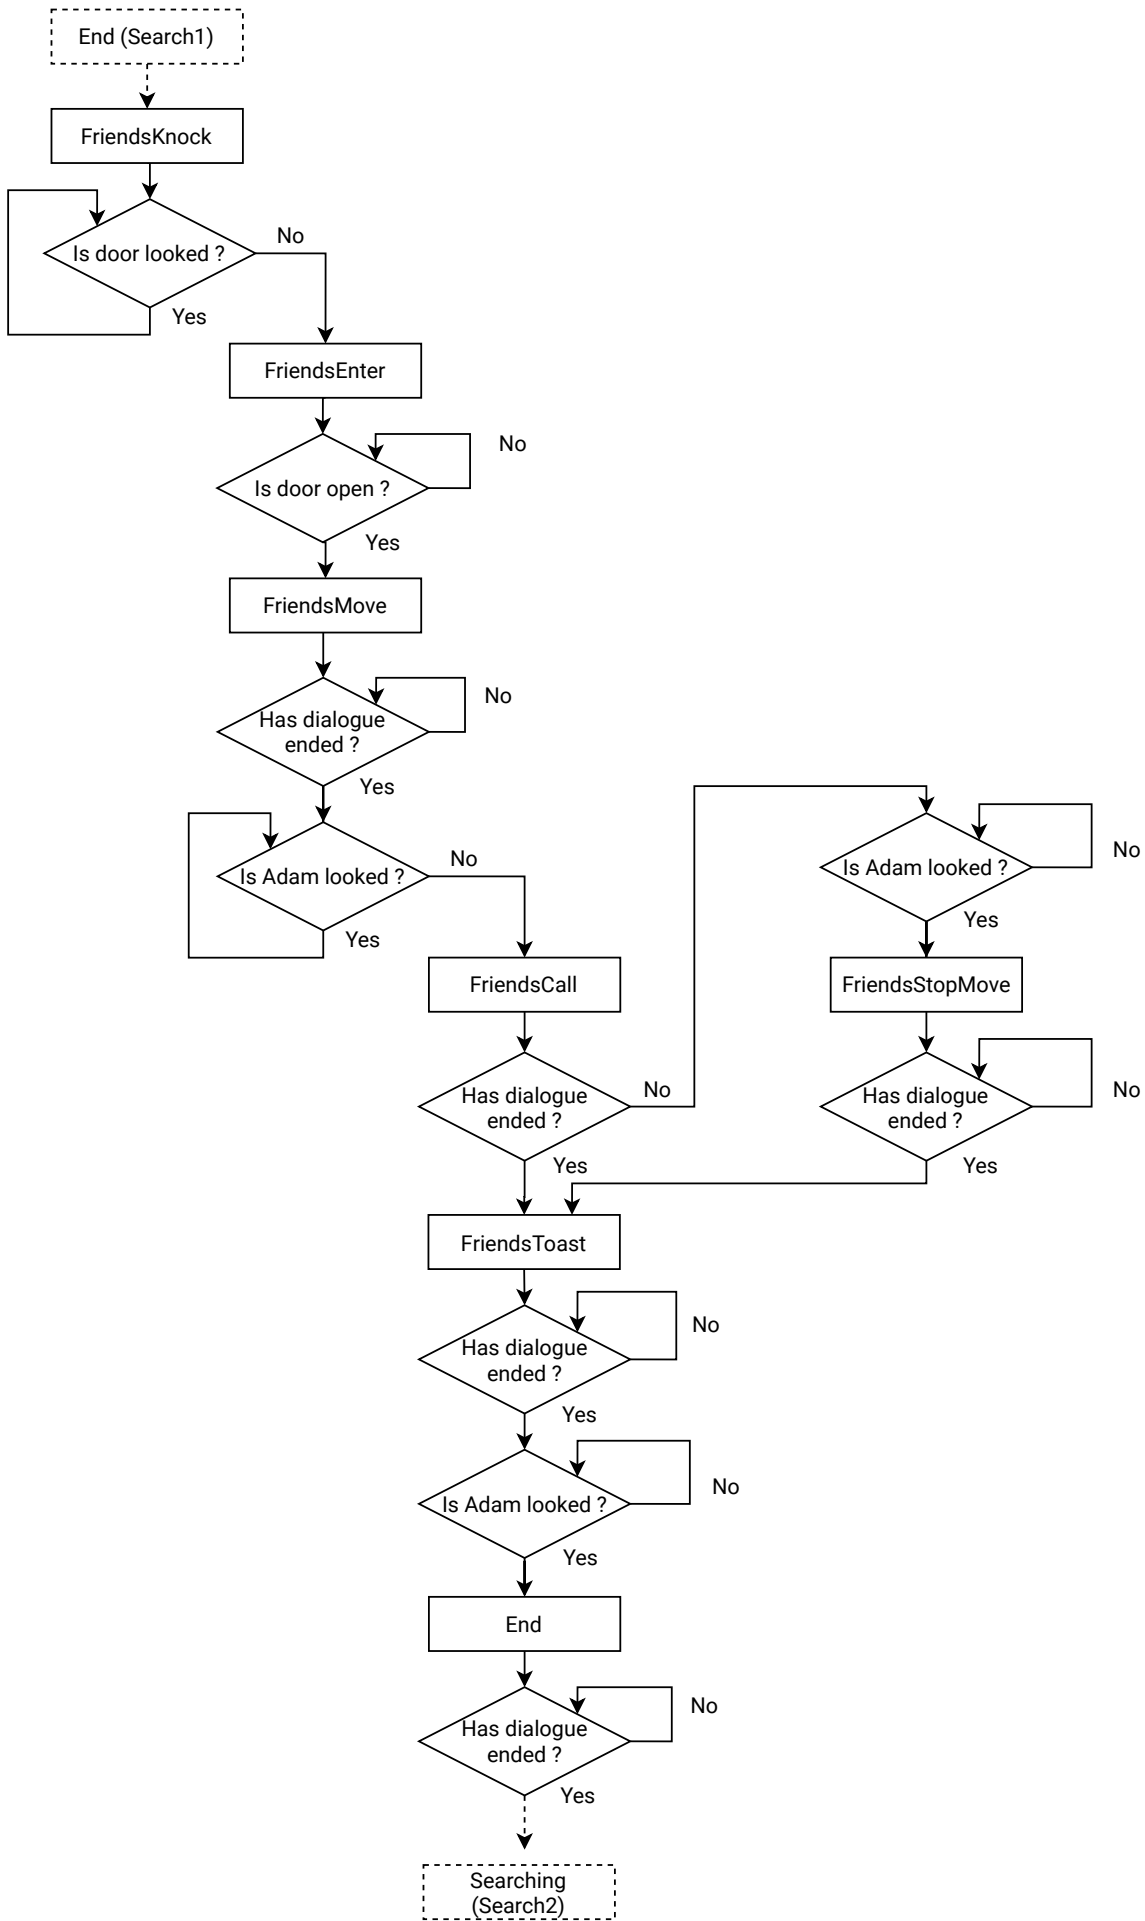 End (Search1)
FriendsKnock
Is door looked ?
No
Yes
FriendsEnter
Is door open ?
No
Yes
FriendsMove
Has dialogue
ended ?
No
Yes
Is Adam looked ?
No
Yes
FriendsCall
Has dialogue
ended ?
No
Yes
Is Adam looked ?
No
Yes
FriendsStopMove
Has dialogue
ended ?
No
Yes
FriendsToast
Has dialogue
ended ?
No
Yes
Is Adam looked ?
No
Yes
End
Has dialogue
ended ?
No
Yes
Searching
(Search2)